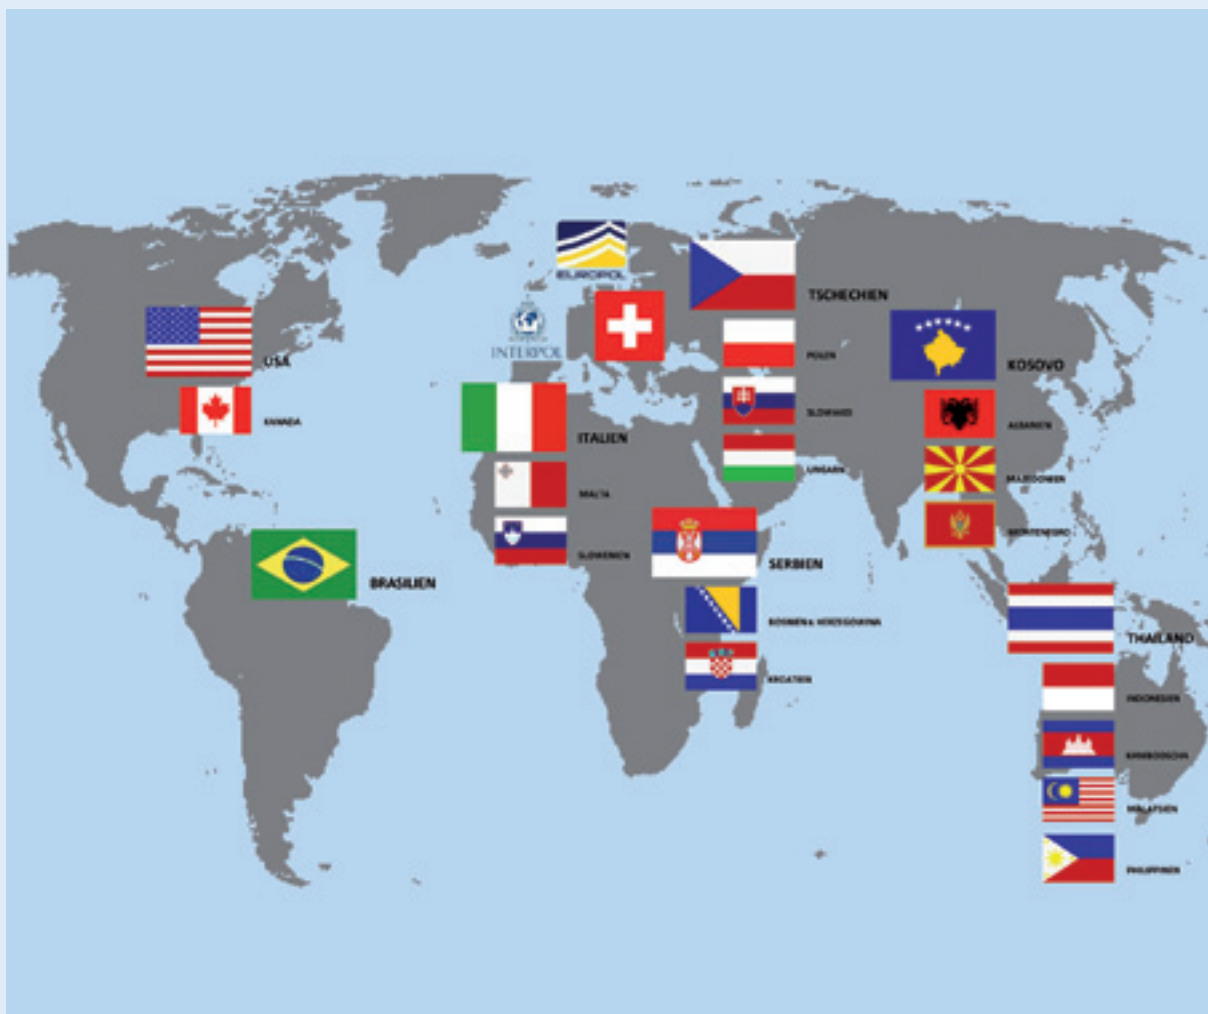 EUROPOL
TSCHECHIEN
INTERPOL
USA
POLEN
KOSOVO
KANADA
ITALIEN
SLOWAKEI
ALBANIEN
UNGARN
MALTA
MAZEDONIEN
SLOWENIEN
MONTENEGRO
BRASILIEN
SERBIEN
BOSNIEN & HERZEGOWINA
THAILAND
KROATIEN
INDONESIEN
KAMBODSCHA
MALAYSIEN
PHILIPPINEN